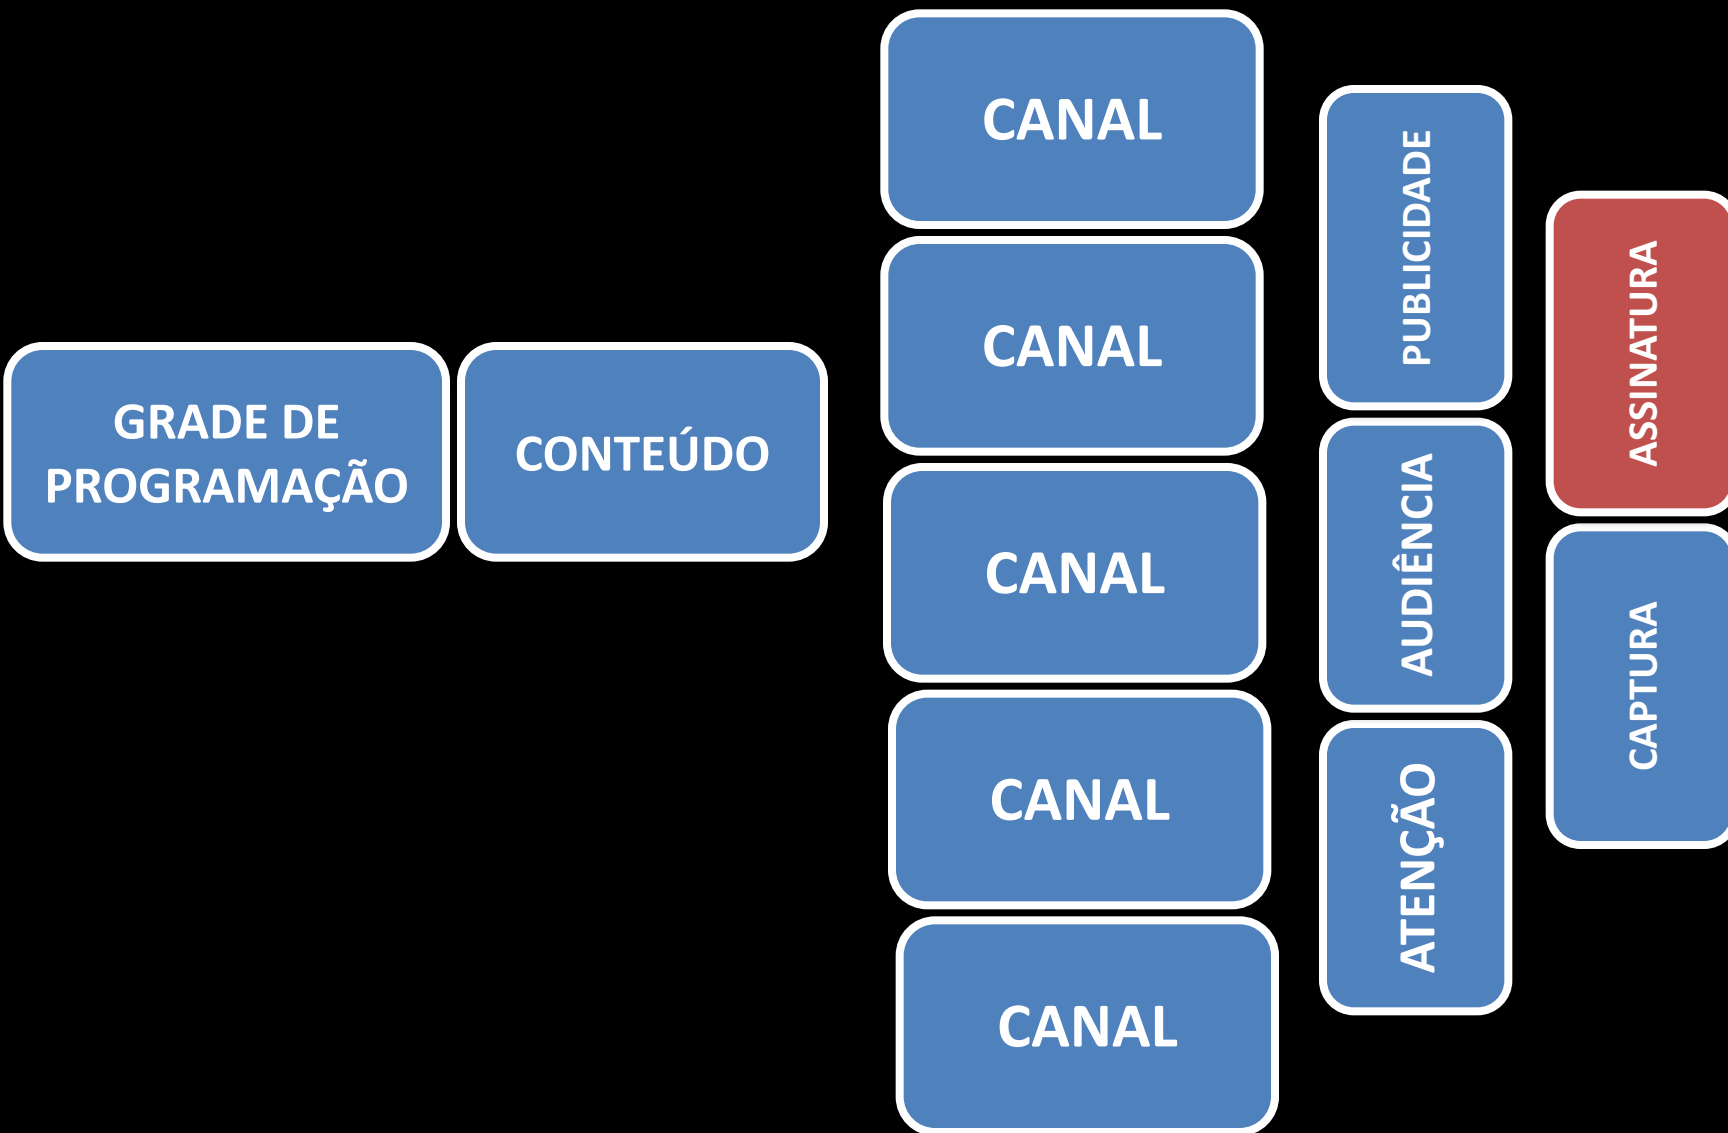 GRADE DE
PROGRAMAÇÃO
CONTEÚDO
CANAL
CANAL
CANAL
CANAL
CANAL
PUBLICIDADE
AUDIÊNCIA
ATENÇÃO
ASSINATURA
CAPTURA